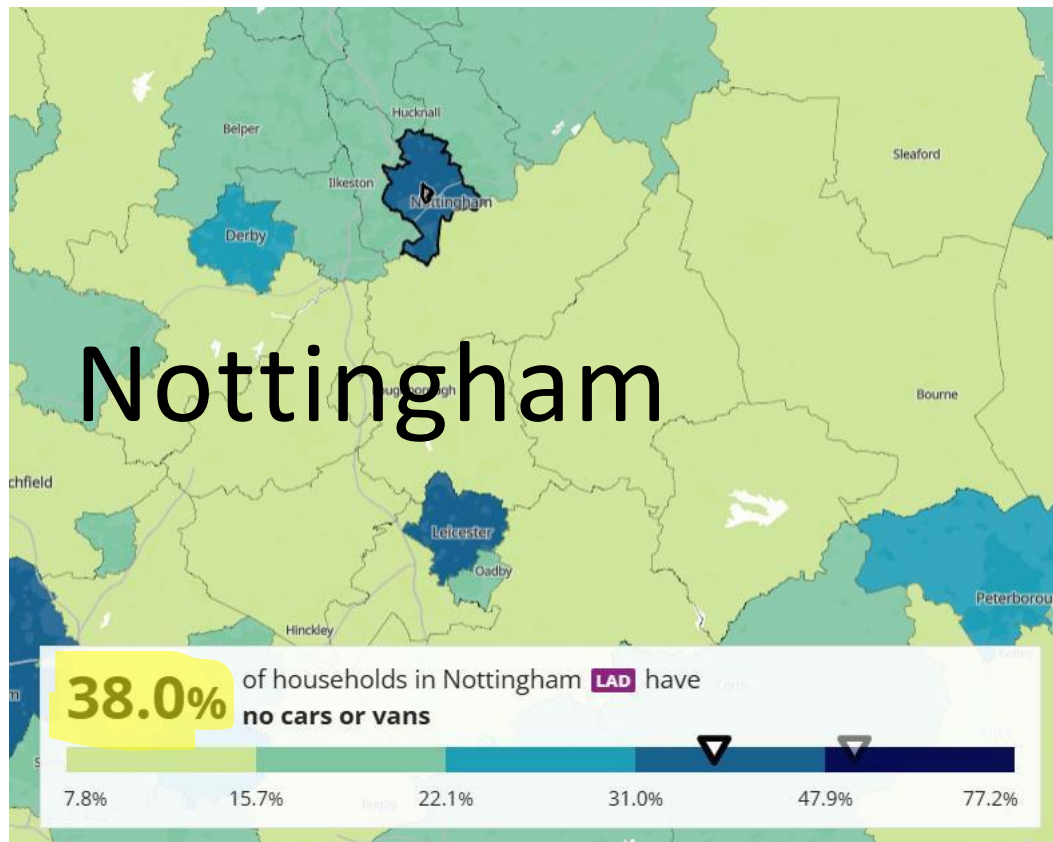 Hucknall
Belper
Sleaford
Ilkeston
Nottingham
Derby
Nottingham
Bourne
chfield
Leicester
Oadby
Peterborou
Hinckley
38.0% of households in Nottingham LAD have
no cars or vans
7.8% 15.7% 22.1% 31.0% 47.9% 77.2%